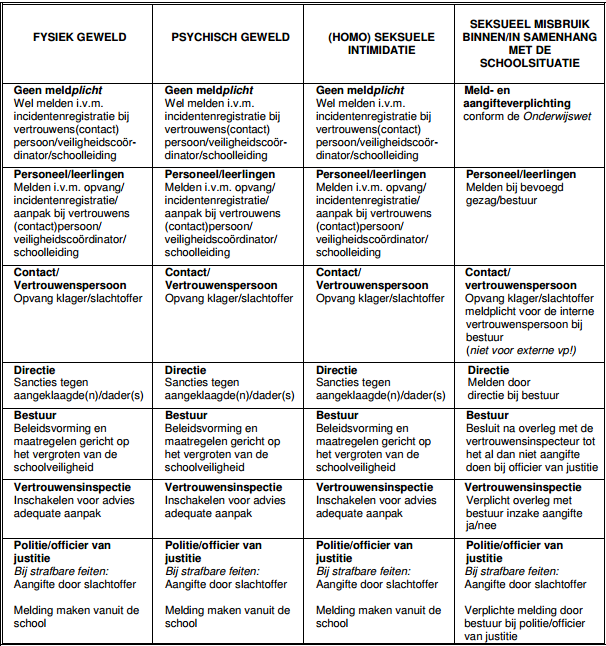 FYSIEK GEWELD
PSYCHISCH GEWELD
(HOMO) SEKSUELE
INTIMIDATIE
SEKSUEEL MISBRUIK
BINNEN/IN SAMENHANG
MET DE
SCHOOLSITUATIE
Geen meldplicht
Wel melden i.v.m.
incidentenregistratie bij
vertrouwens(contact)
persoon/veiligheidscoör-
dinator/schoolleiding
Geen meldplicht
Wel melden i.v.m.
incidentenregistratie bij
vertrouwens(contact)
persoon/veiligheidscoör-
dinator/schoolleiding
Geen meldplicht
Wel melden i.v.m.
incidentenregistratie bij
vertrouwens(contact)
persoon/veiligheidscoör-
dinator/schoolleiding
Meld- en
aangifteverplichting
conform de Onderwijswet
Personeel/leerlingen
Melden i.v.m. opvang/
incidentenregistratie/
aanpak bij vertrouwens
(contact)persoon/
veiligheidscoördinator/
schoolleiding
Personeel/leerlingen
Melden i.v.m. opvang/
incidentenregistratie/
aanpak bij vertrouwens
(contact)persoon/
veiligheidscoördinator/
schoolleiding
Personeel/leerlingen
Melden i.v.m. opvang/
incidentenregistratie/
aanpak bij vertrouwens
(contact)persoon/
veiligheidscoördinator/
schoolleiding
Personeel/leerlingen
Melden bij bevoegd
gezag/bestuur
Contact/
Vertrouwenspersoon
Opvang klager/slachtoffer
Contact/
Vertrouwenspersoon
Opvang klager/slachtoffer
Contact/
Vertrouwenspersoon
Opvang klager/slachtoffer
Contact/
vertrouwenspersoon
Opvang klager/slachtoffer
meldplicht voor de interne
vertrouwenspersoon bij
bestuur
(niet voor externe vp!)
Directie
Sancties tegen
aangeklaagde(n)/dader(s)
Directie
Sancties tegen
aangeklaagde(n)/dader(s)
Directie
Sancties tegen
aangeklaagde(n)/dader(s)
Directie
Melden door
directie bij bestuur
Bestuur
Beleidsvorming en
maatregelen gericht op
het vergroten van de
schoolveiligheid
Bestuur
Beleidsvorming en
maatregelen gericht op
het vergroten van de
schoolveiligheid
Bestuur
Beleidsvorming en
maatregelen gericht op
het vergroten van de
schoolveiligheid
Bestuur
Besluit na overleg met de
vertrouwensinspecteur tot
het al dan niet aangifte
doen bij officier van justitie
Vertrouwensinspectie
Inschakelen voor advies
adequate aanpak
Vertrouwensinspectie
Inschakelen voor advies
adequate aanpak
Vertrouwensinspectie
Inschakelen voor advies
adequate aanpak
Vertrouwensinspectie
Verplicht overleg met
bestuur inzake aangifte
ja/nee
Politie/officier van
justitie
Bij strafbare feiten:
Aangifte door slachtoffer
Melding maken vanuit de
school
Politie/officier van
justitie
Bij strafbare feiten:
Aangifte door slachtoffer
Melding maken vanuit de
school
Politie/officier van
justitie
Bij strafbare feiten:
Aangifte door slachtoffer
Melding maken vanuit de
school
Politie/officier van
justitie
Bij strafbare feiten:
Aangifte door slachtoffer
Verplichte melding door
bestuur bij politie/officier
van justitie